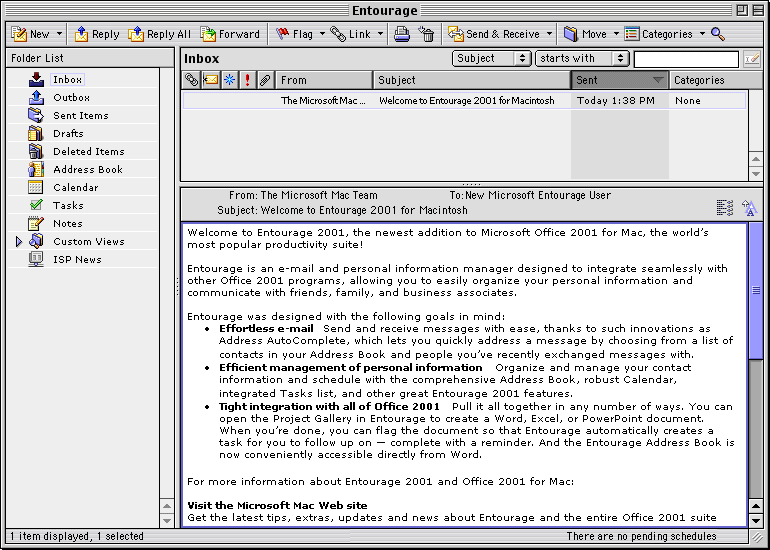 Entourage
New Reply Reply All Forward Flag Link Send & Receive Move Categories
Folder List
Inbox
Outbox
Sent Items
Drafts
Deleted Items
Address Book
Calendar
Tasks
Notes
Custom Views
ISP News
Inbox Subject starts with
From Subject Sent Categories
The Microsoft Mac ... Welcome to Entourage 2001 for Macintosh Today 1:38 PM None
From: The Microsoft Mac Team To: New Microsoft Entourage User
Subject: Welcome to Entourage 2001 for Macintosh
Welcome to Entourage 2001, the newest addition to Microsoft Office 2001 for Mac, the world's
most popular productivity suite!
Entourage is an e-mail and personal information manager designed to integrate seamlessly with
other Office 2001 programs, allowing you to easily organize your personal information and
communicate with friends, family, and business associates.
Entourage was designed with the following goals in mind:
• Effortless e-mail Send and receive messages with ease, thanks to such innovations as
Address AutoComplete, which lets you quickly address a message by choosing from a list of
contacts in your Address Book and people you've recently exchanged messages with.
• Efficient management of personal information Organize and manage your contact
information and schedule with the comprehensive Address Book, robust Calendar,
integrated Tasks list, and other great Entourage 2001 features.
• Tight integration with all of Office 2001 Pull it all together in any number of ways. You can
open the Project Gallery in Entourage to create a Word, Excel, or PowerPoint document.
When you're done, you can flag the document so that Entourage automatically creates a
task for you to follow up on — complete with a reminder. And the Entourage Address Book is
now conveniently accessible directly from Word.
For more information about Entourage 2001 and Office 2001 for Mac:
Visit the Microsoft Mac Web site
Get the latest tips, extras, updates and news about Entourage and the entire Office 2001 suite
1 item displayed, 1 selected There are no pending schedules